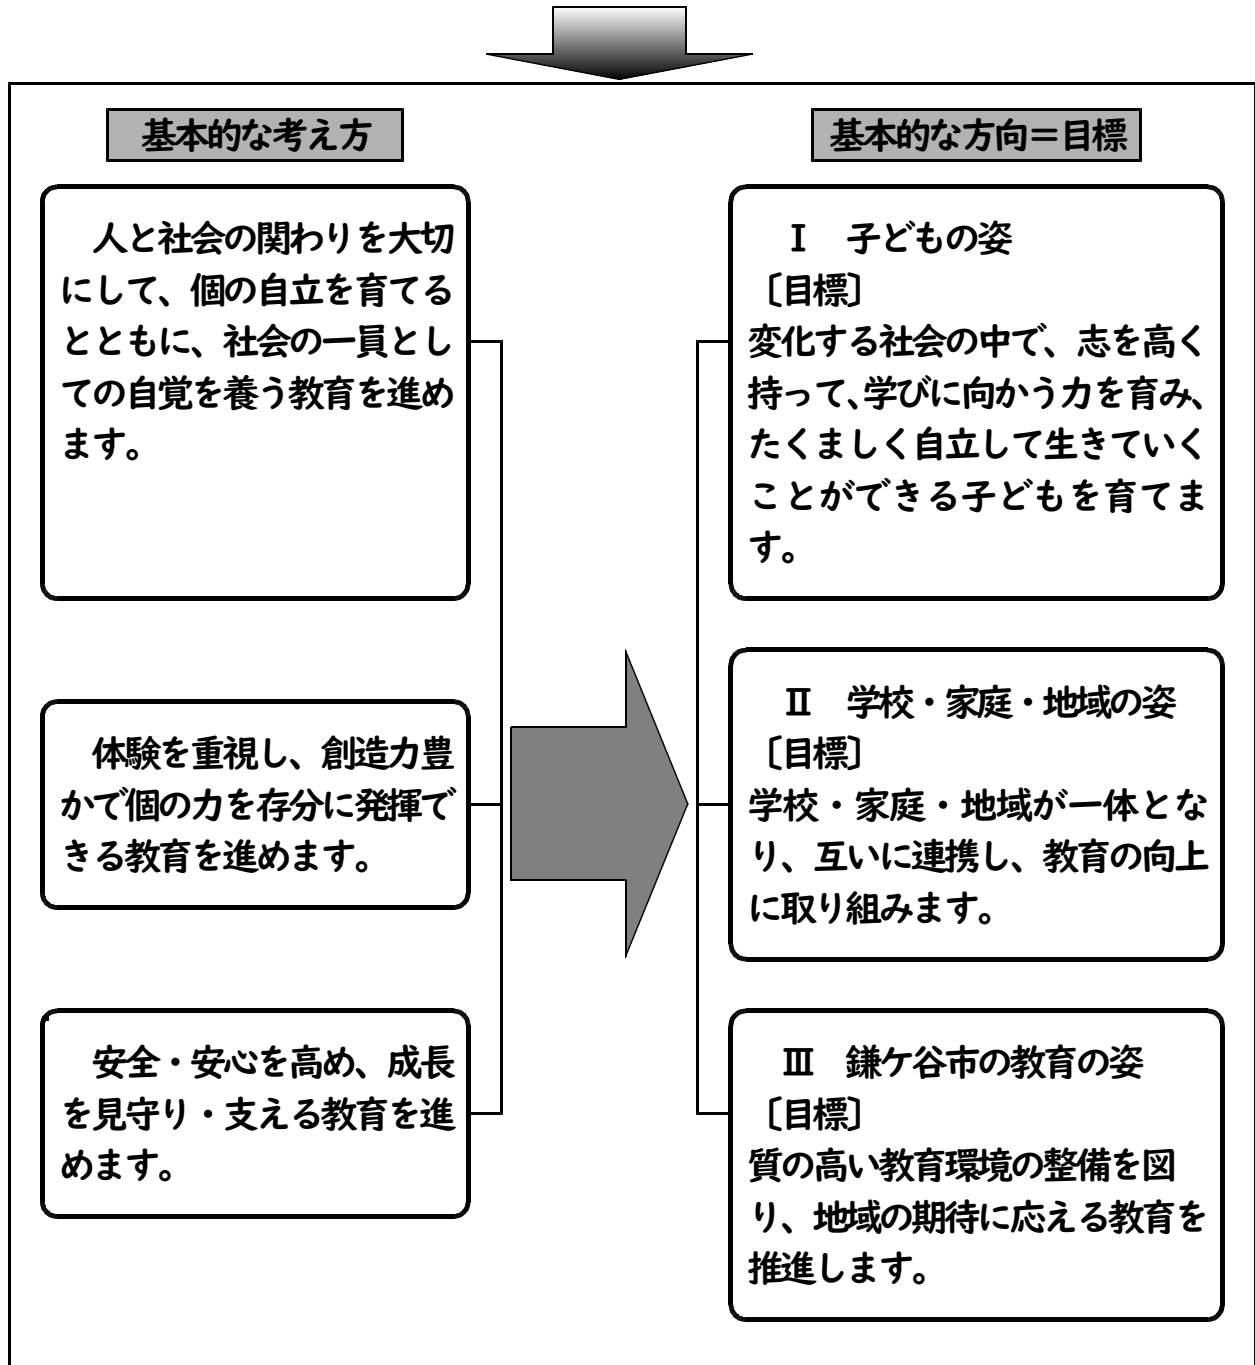 基本的な考え方
人と社会の関わりを大切
にして、個の自立を育てる
とともに、社会の一員とし
ての自覚を養う教育を進め
ます。
体験を重視し、創造力豊
かで個の力を存分に発揮で
きる教育を進めます。
安全・安心を高め、成長
を見守り・支える教育を進
めます。
基本的な方向＝目標
Ⅰ　子どもの姿
〔目標〕
変化する社会の中で、志を高く
持って、学びに向かう力を育み、
たくましく自立して生きていく
ことができる子どもを育てま
す。
Ⅱ　学校・家庭・地域の姿
〔目標〕
学校・家庭・地域が一体とな
り、互いに連携し、教育の向上
に取り組みます。
Ⅲ　鎌ケ谷市の教育の姿
〔目標〕
質の高い教育環境の整備を図
り、地域の期待に応える教育を
推進します。